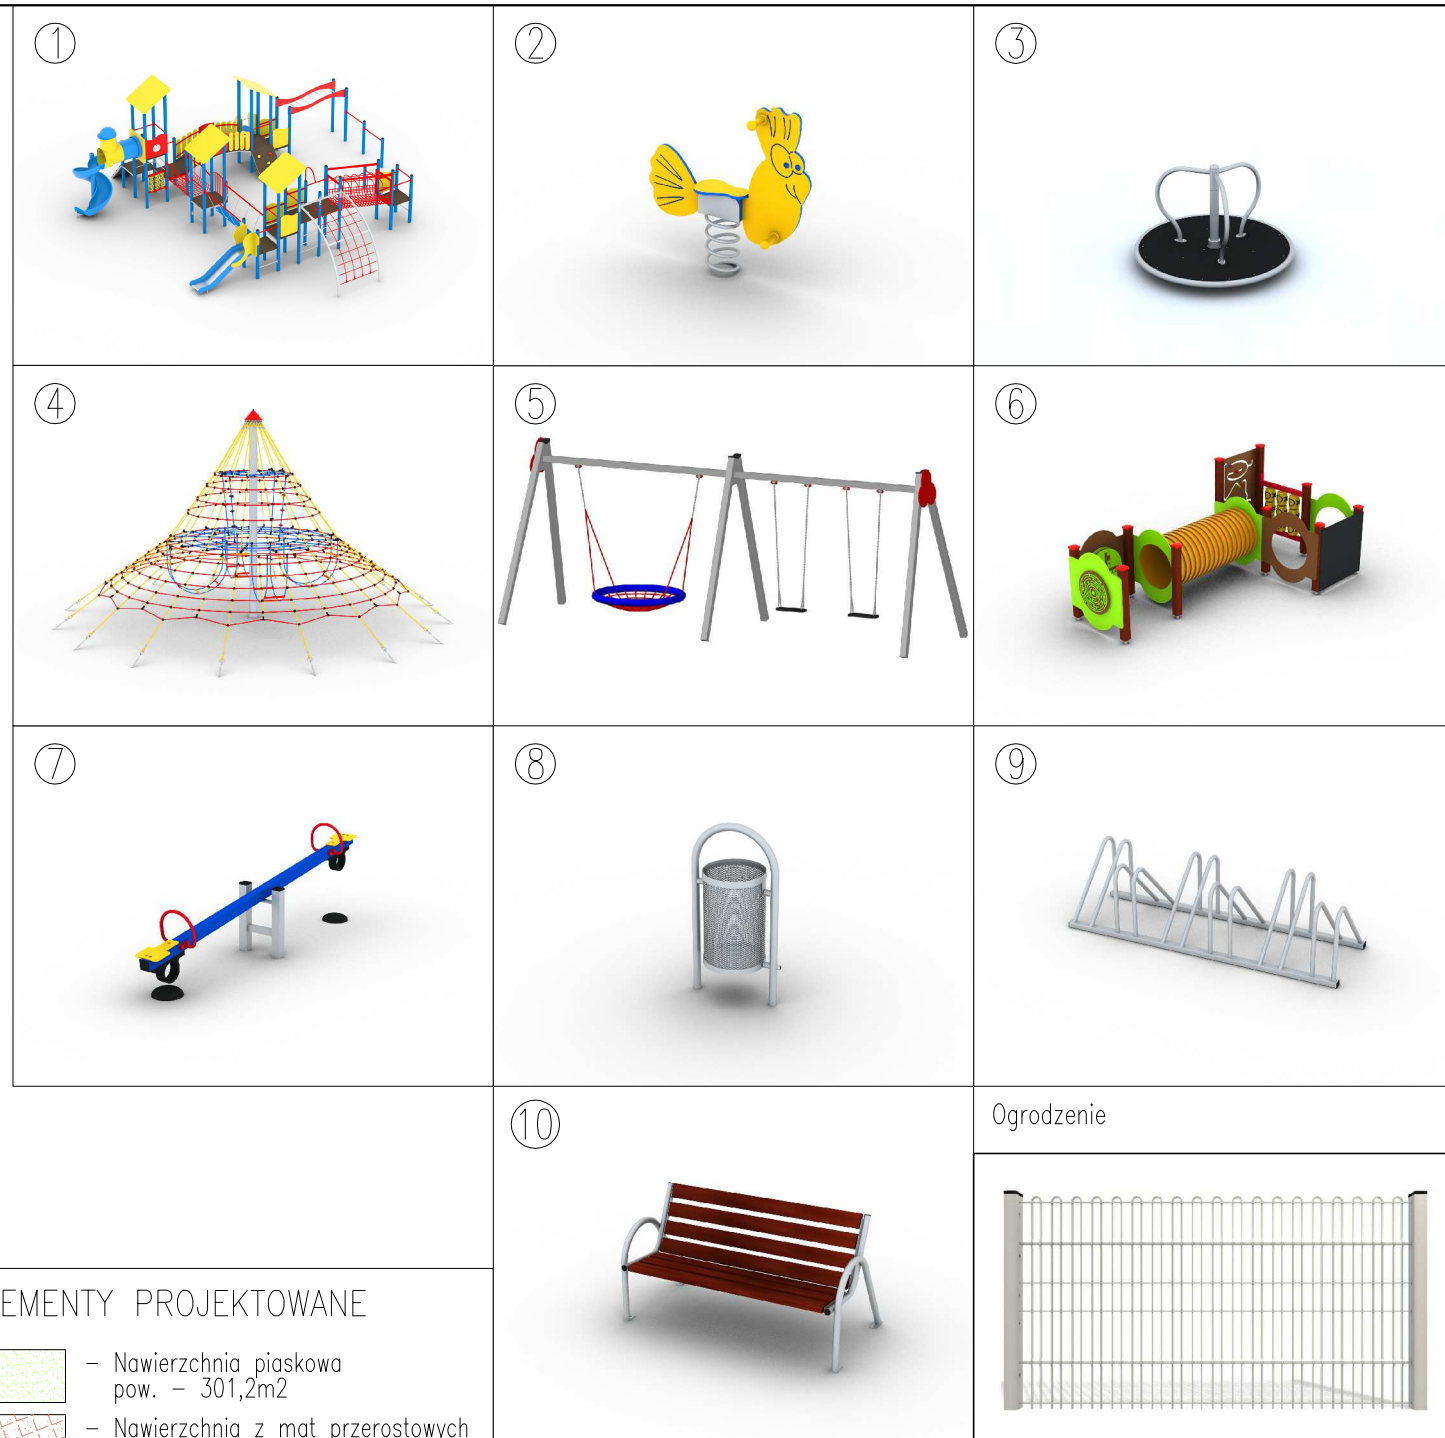 1
2
3
4
5
6
7
8
9
10
Ogrodzenie
EMENTY PROJEKTOWANE
– Nawierzchnia piaskowa
pow. – 301,2m2
– Nawierzchnia z mat przerostowych